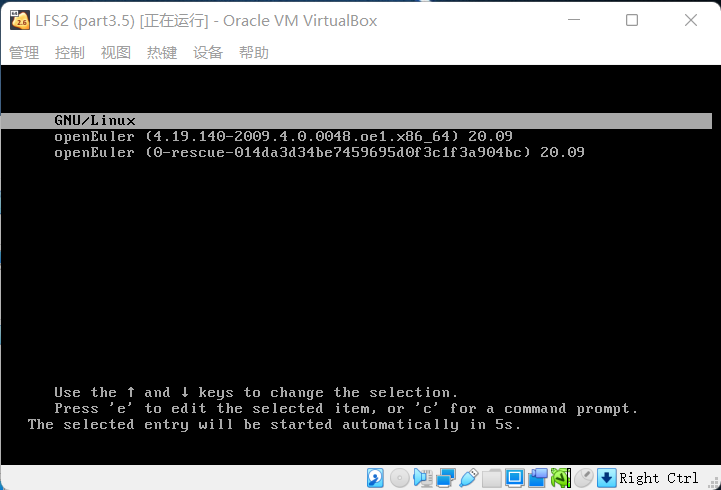 LFS2 (part3.5) [正在运行] - Oracle VM VirtualBox
管理 控制 视图 热键 设备 帮助
GNU/Linux
openEuler (4.19.140-2009.4.0.0048.oe1.x86_64) 20.09
openEuler (0-rescue-014da3d34be7459695d0f3c1f3a904bc) 20.09
Use the ↑ and ↓ keys to change the selection.
Press 'e' to edit the selected item, or 'c' for a command prompt.
The selected entry will be started automatically in 5s.
Right Ctrl